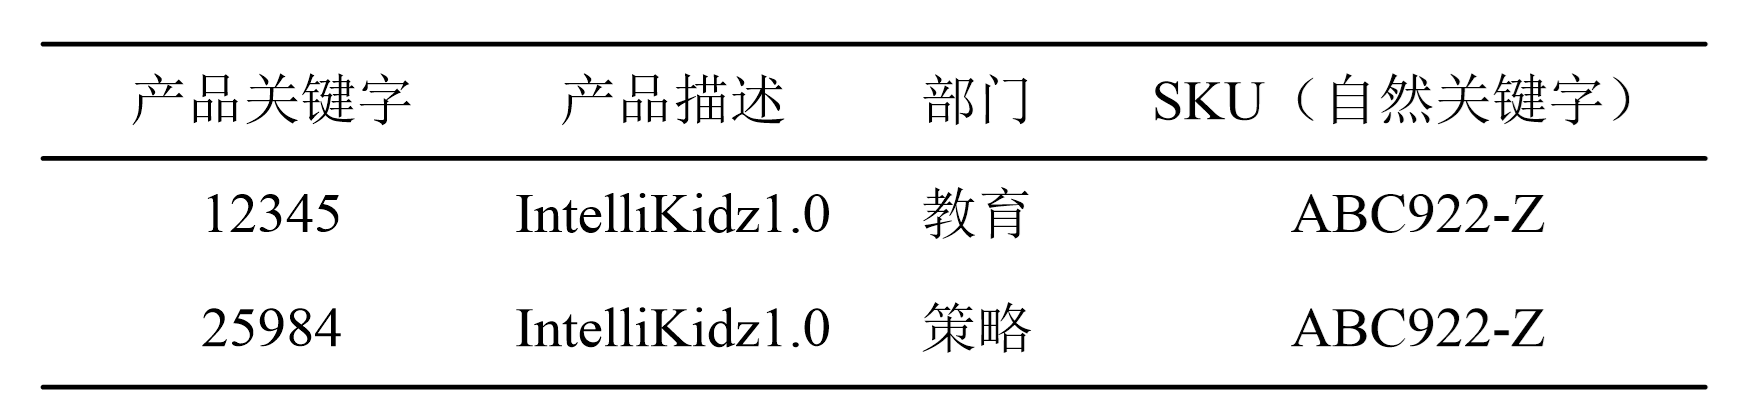 产品关键字 产品描述 部门 SKU（自然关键字）
12345 IntelliKidz1.0 教育 ABC922-Z
25984 IntelliKidz1.0 策略 ABC922-Z